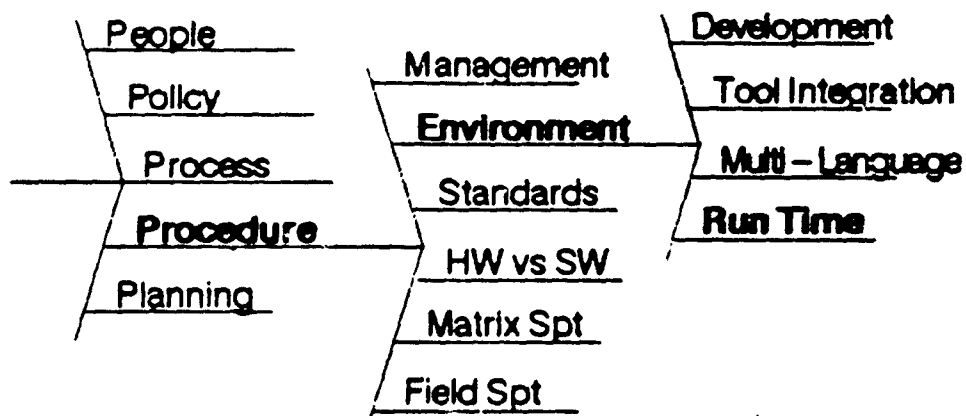 People
Policy
Process
Procedure
Planning
Management
Environment
Standards
HW vs SW
Matrix Spt
Field Spt
Development
Tool Integration
Multi – Language
Run Time